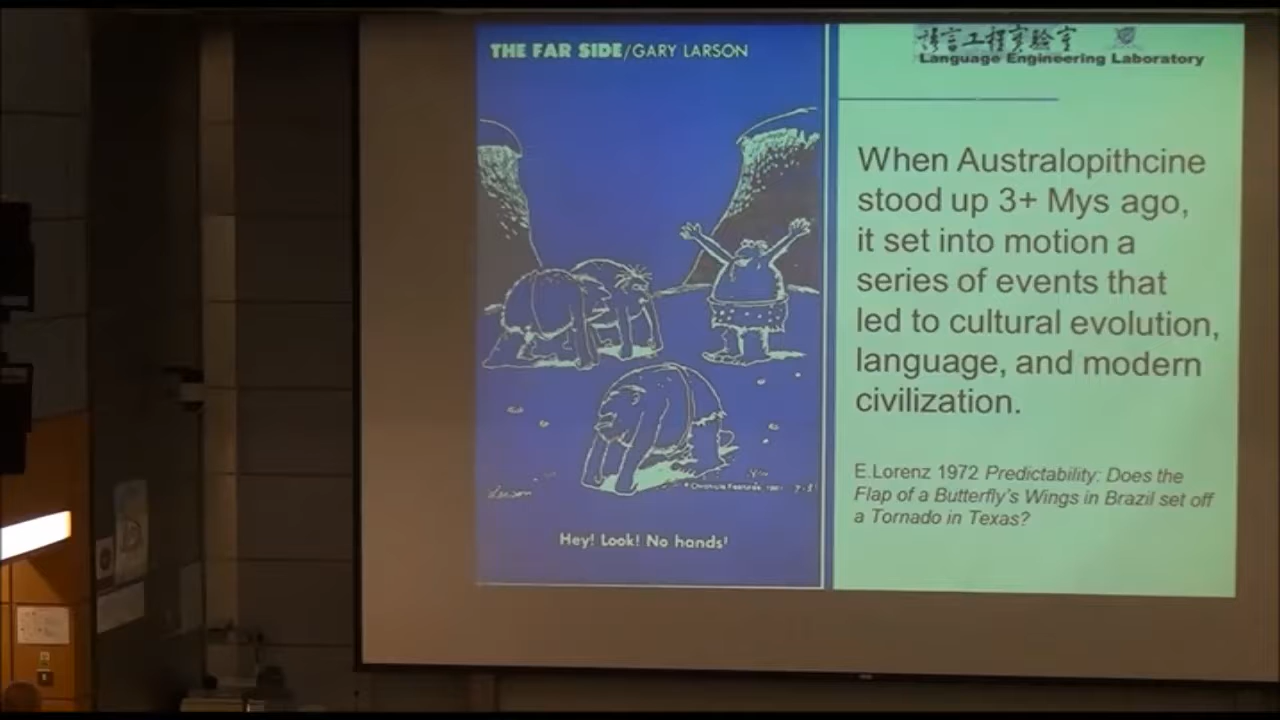 THE FAR SIDE/GARY LARSON
Hey! Look! No hands!
語言工程實驗室
Language Engineering Laboratory
When Australopithcine
stood up 3+ Mys ago,
it set into motion a
series of events that
led to cultural evolution,
language, and modern
civilization.
E.Lorenz 1972 Predictability: Does the
Flap of a Butterfly's Wings in Brazil set off
a Tornado in Texas?